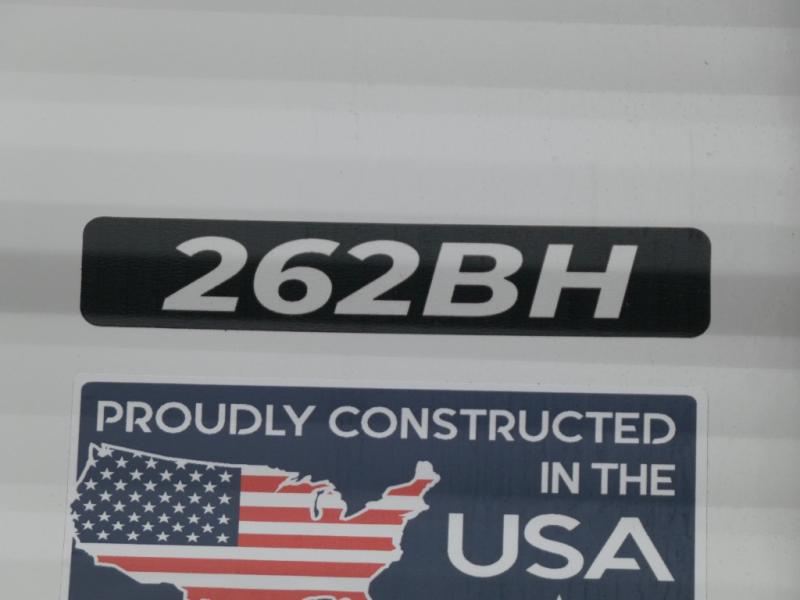 262BH
PROUDLY CONSTRUCTED
IN THE
USA